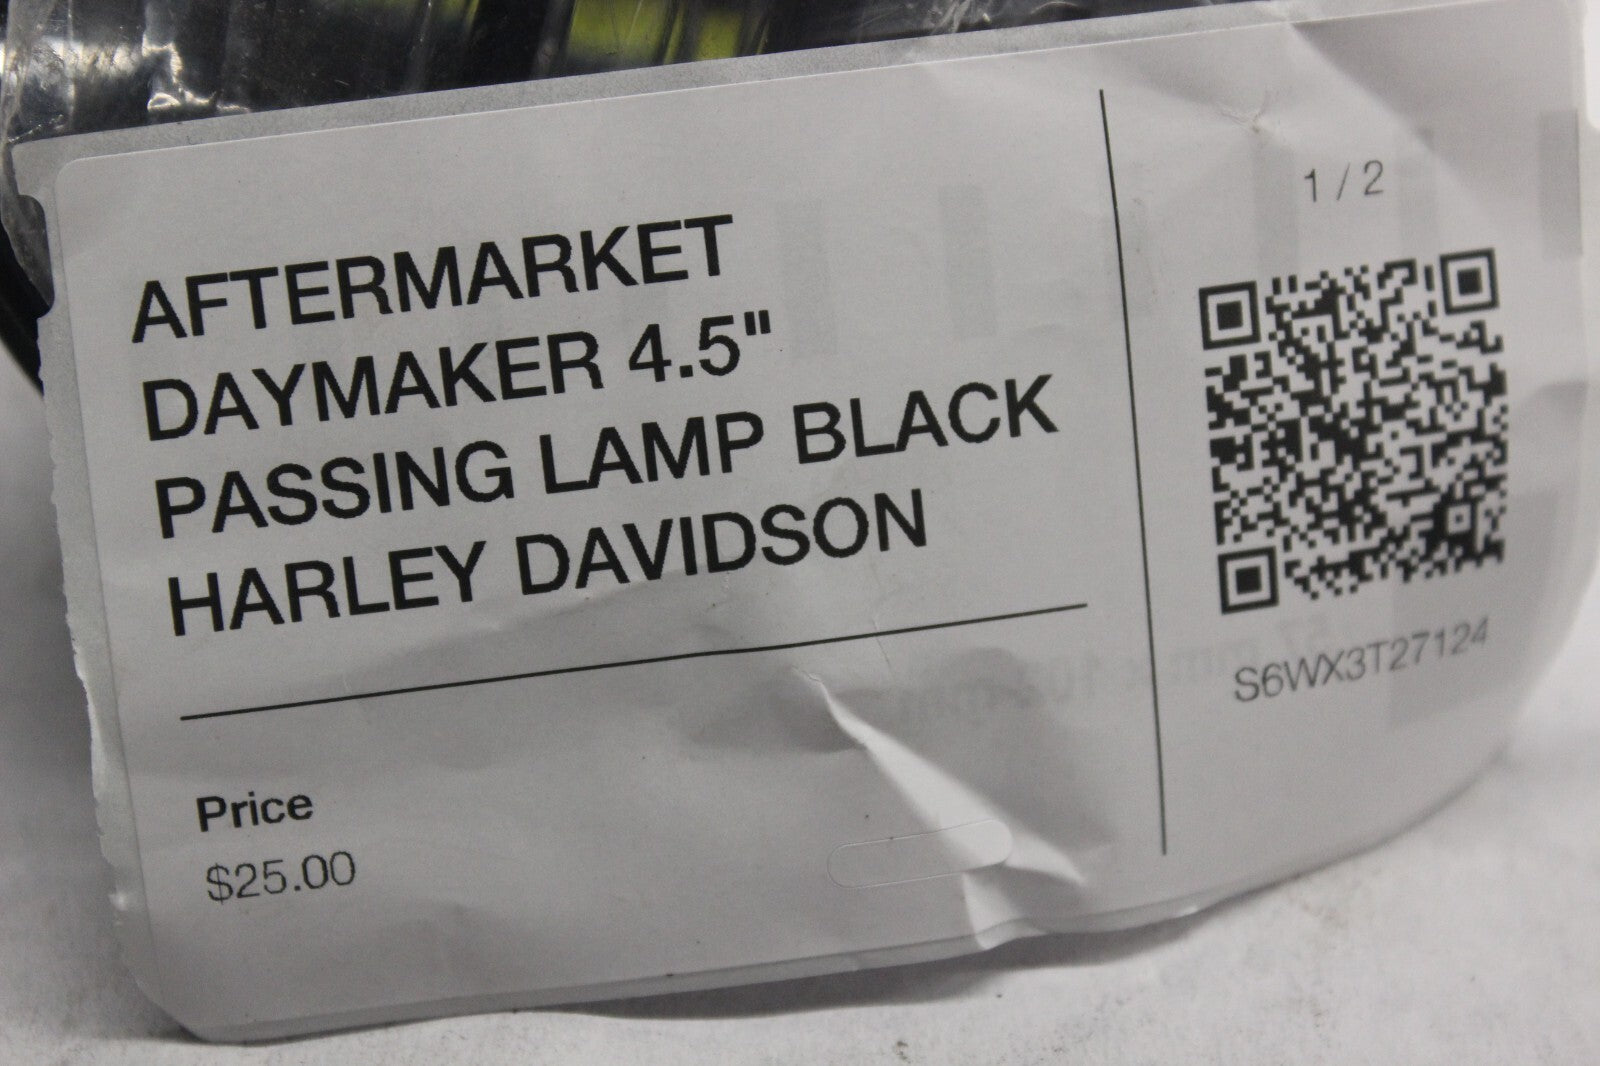 AFTERMARKET
DAYMAKER 4.5"
PASSING LAMP BLACK
HARLEY DAVIDSON
Price
$25.00
1 / 2
S6WX3T27124